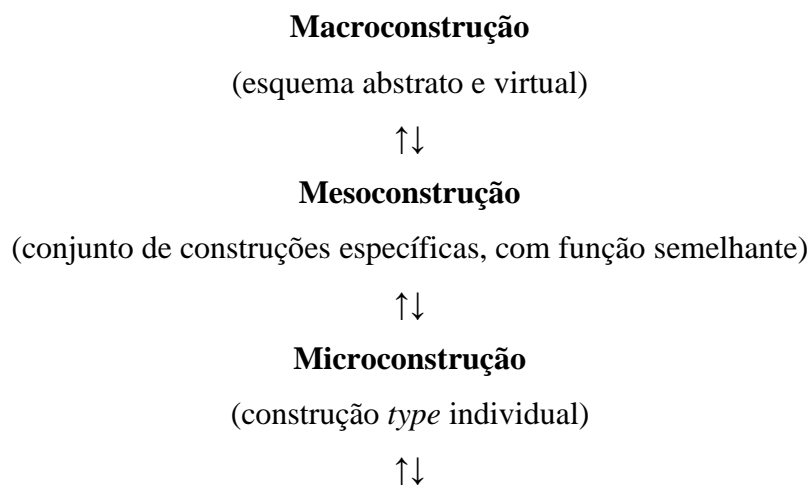 Macroconstrução
(esquema abstrato e virtual)
↑↓
Mesoconstrução
(conjunto de construções específicas, com função semelhante)
↑↓
Microconstrução
(construção type individual)
↑↓